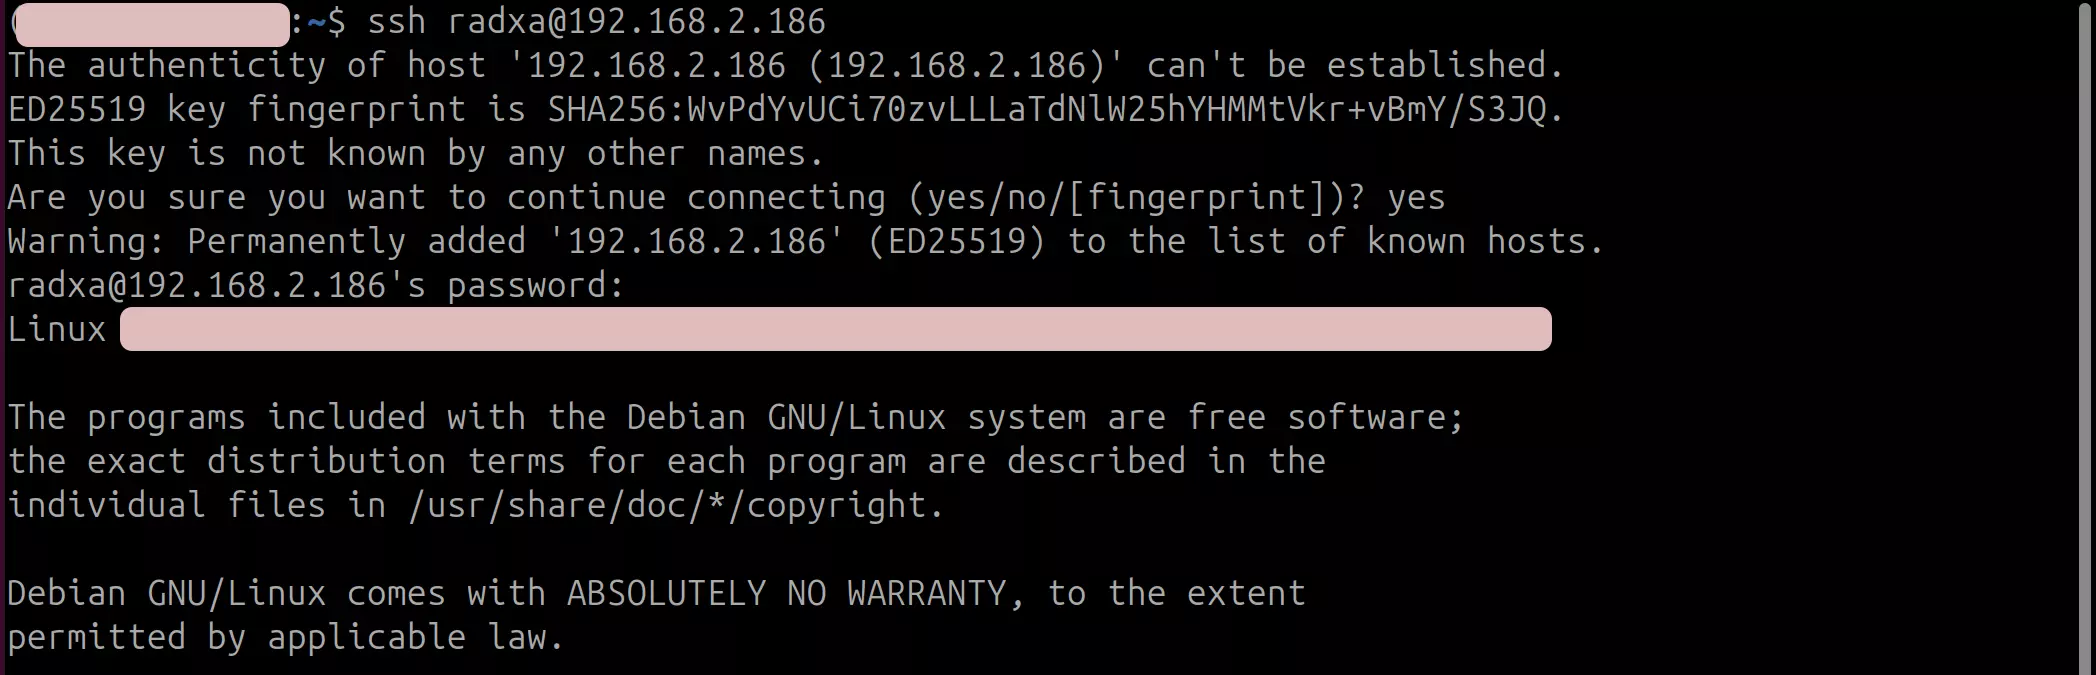 :~$ ssh radxa@192.168.2.186
The authenticity of host '192.168.2.186 (192.168.2.186)' can't be established.
ED25519 key fingerprint is SHA256:WvPdYvUCi70zvLLLaTdNlW25hYHMMtVkr+vBmY/S3JQ.
This key is not known by any other names.
Are you sure you want to continue connecting (yes/no/[fingerprint])? yes
Warning: Permanently added '192.168.2.186' (ED25519) to the list of known hosts.
radxa@192.168.2.186's password:
Linux
The programs included with the Debian GNU/Linux system are free software;
the exact distribution terms for each program are described in the
individual files in /usr/share/doc/*/copyright.
Debian GNU/Linux comes with ABSOLUTELY NO WARRANTY, to the extent
permitted by applicable law.